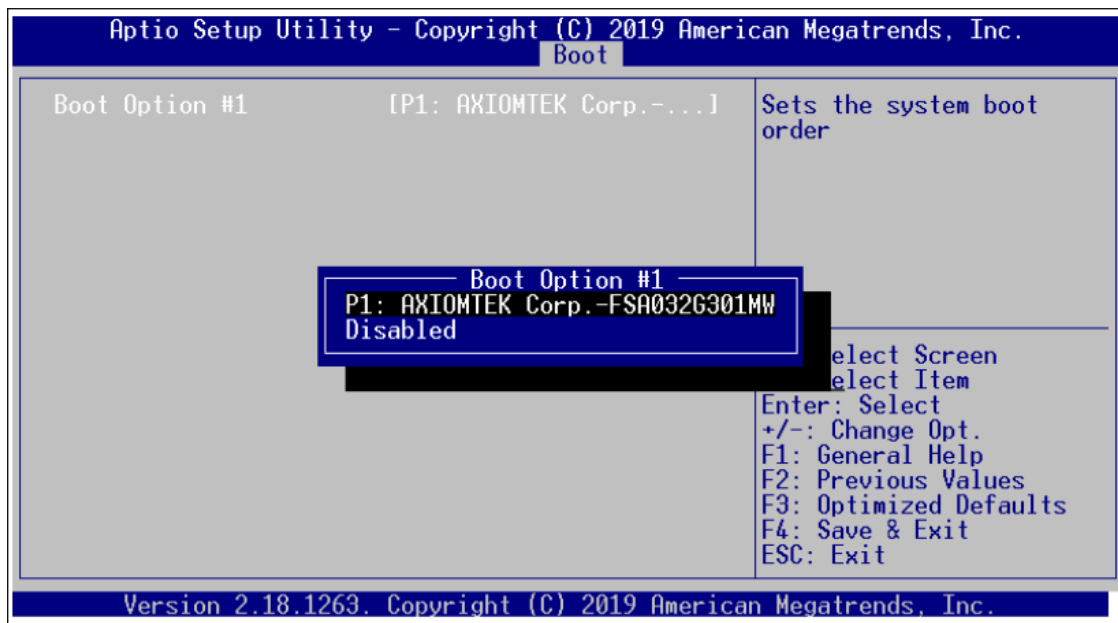 Aptio Setup Utility – Copyright (C) 2019 American Megatrends, Inc.
Boot
Boot Option #1 [P1: AXIOMTEK Corp.-...]
Sets the system boot
order
Boot Option #1
P1: AXIOMTEK Corp.-FSA032G301MW
Disabled
elect Screen
elect Item
Enter: Select
+/-: Change Opt.
F1: General Help
F2: Previous Values
F3: Optimized Defaults
F4: Save & Exit
ESC: Exit
Version 2.18.1263. Copyright (C) 2019 American Megatrends, Inc.